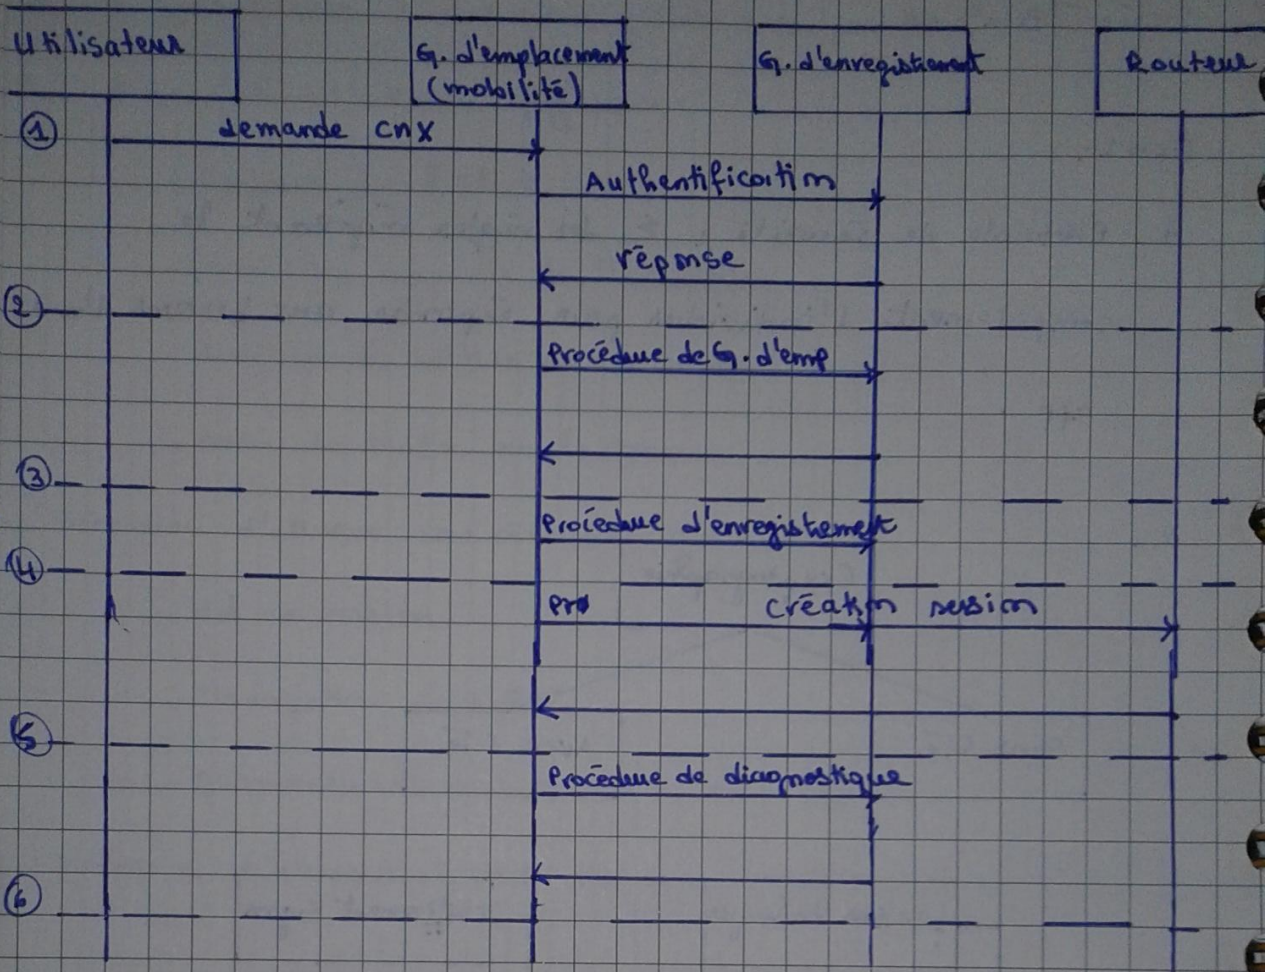 Utilisateur
G. d'emplacement
(mobilité)
G. d'enregistrement
Routeur
1
demande cnx
Authentification
réponse
2
Procédure de G. d'emp
3
Procédure d'enregistrement
4
pro création session
5
Procédure de diagnostique
6